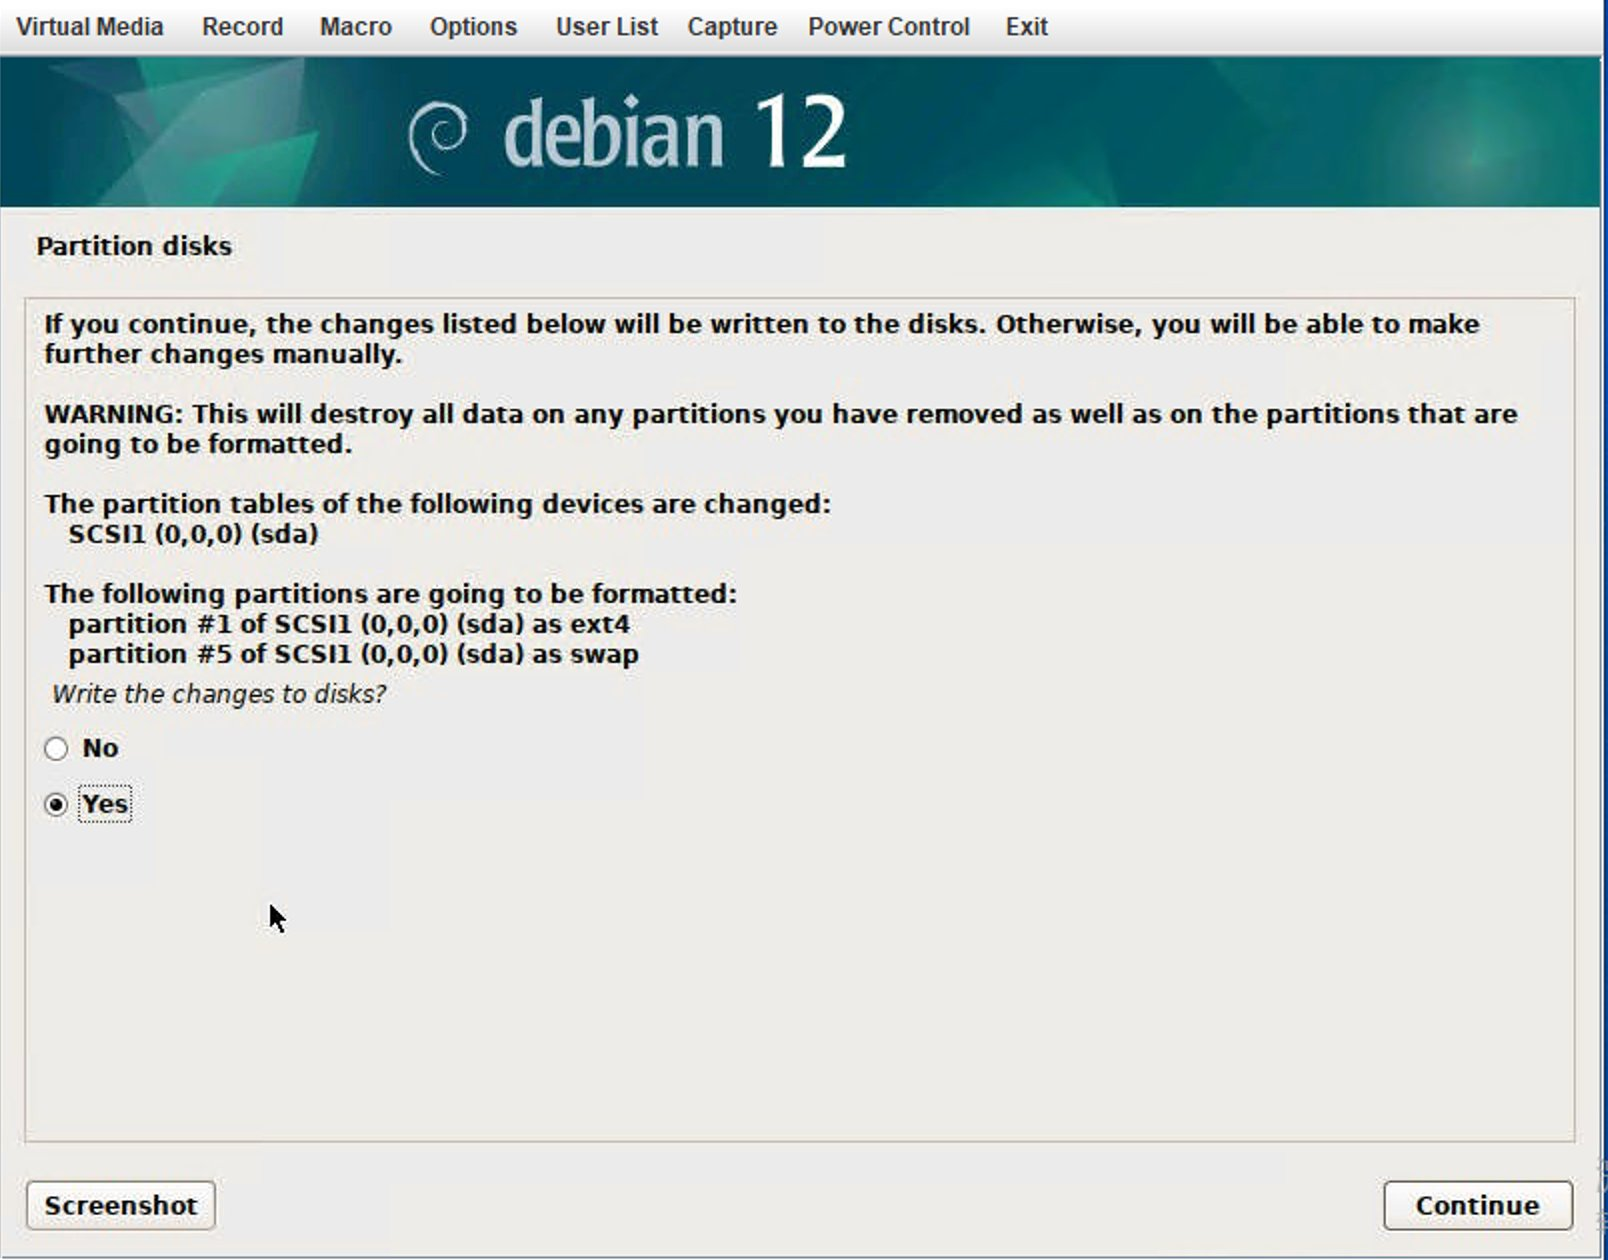 Virtual Media Record Macro Options User List Capture Power Control Exit
debian 12
Partition disks
If you continue, the changes listed below will be written to the disks. Otherwise, you will be able to make
further changes manually.
WARNING: This will destroy all data on any partitions you have removed as well as on the partitions that are
going to be formatted.
The partition tables of the following devices are changed:
SCSI1 (0,0,0) (sda)
The following partitions are going to be formatted:
partition #1 of SCSI1 (0,0,0) (sda) as ext4
partition #5 of SCSI1 (0,0,0) (sda) as swap
Write the changes to disks?
No
Yes
Screenshot Continue